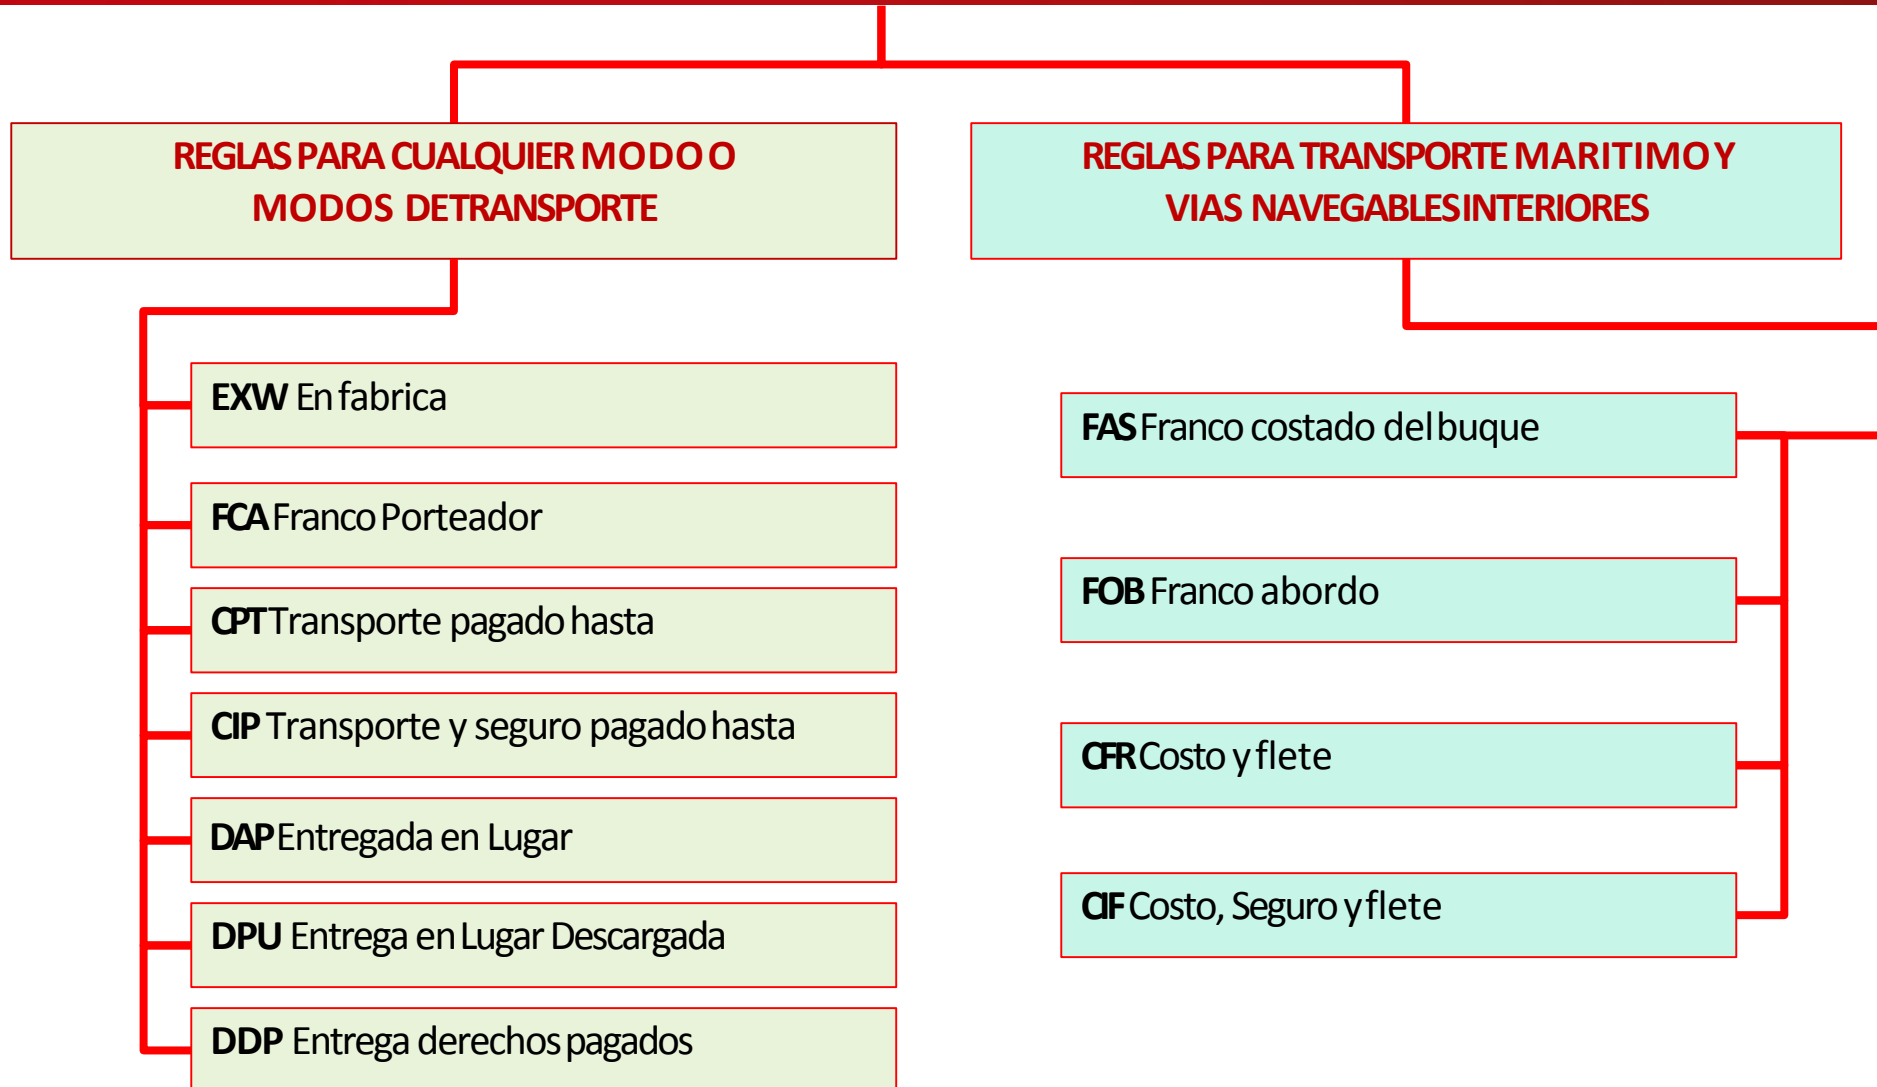 REGLAS PARA CUALQUIER MODO O
MODOS DETRANSPORTE
EXW En fabrica
FCA Franco Porteador
CPT Transporte pagado hasta
CIP Transporte y seguro pagado hasta
DAP Entregada en Lugar
DPU Entrega en Lugar Descargada
DDP Entrega derechos pagados
REGLAS PARA TRANSPORTE MARITIMO Y
VIAS NAVEGABLES INTERIORES
FAS Franco costado del buque
FOB Franco abordo
CFR Costo y flete
CIF Costo, Seguro y flete